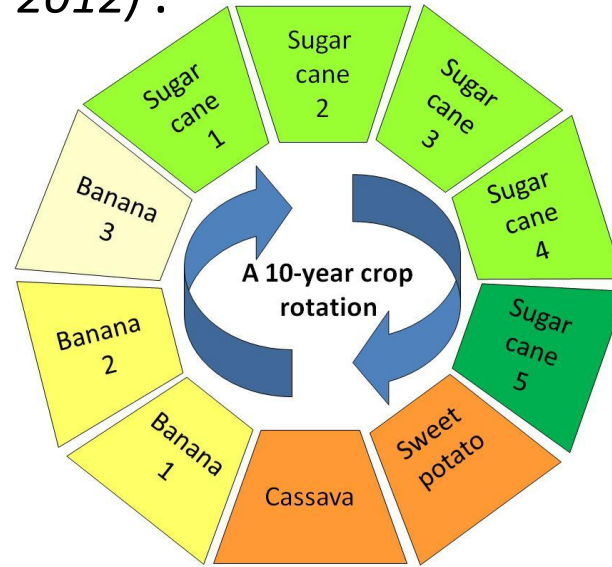 2012) .
Sugar
cane
1
Sugar
cane
2
Sugar
cane
3
Sugar
cane
4
Sugar
cane
5
Sweet
potato
Cassava
Banana
1
Banana
2
Banana
3
A 10-year crop
rotation